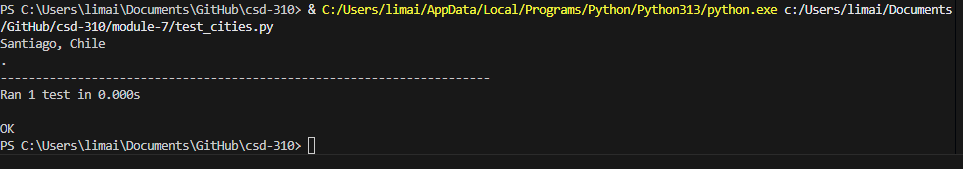 PS C:\Users\limai\Documents\GitHub\csd-310> & C:/Users/limai/AppData/Local/Programs/Python/Python313/python.exe c:/Users/limai/Documents
/GitHub/csd-310/module-7/test_cities.py
Santiago, Chile
.
----------------------------------------------------------------------
Ran 1 test in 0.000s
OK
PS C:\Users\limai\Documents\GitHub\csd-310>